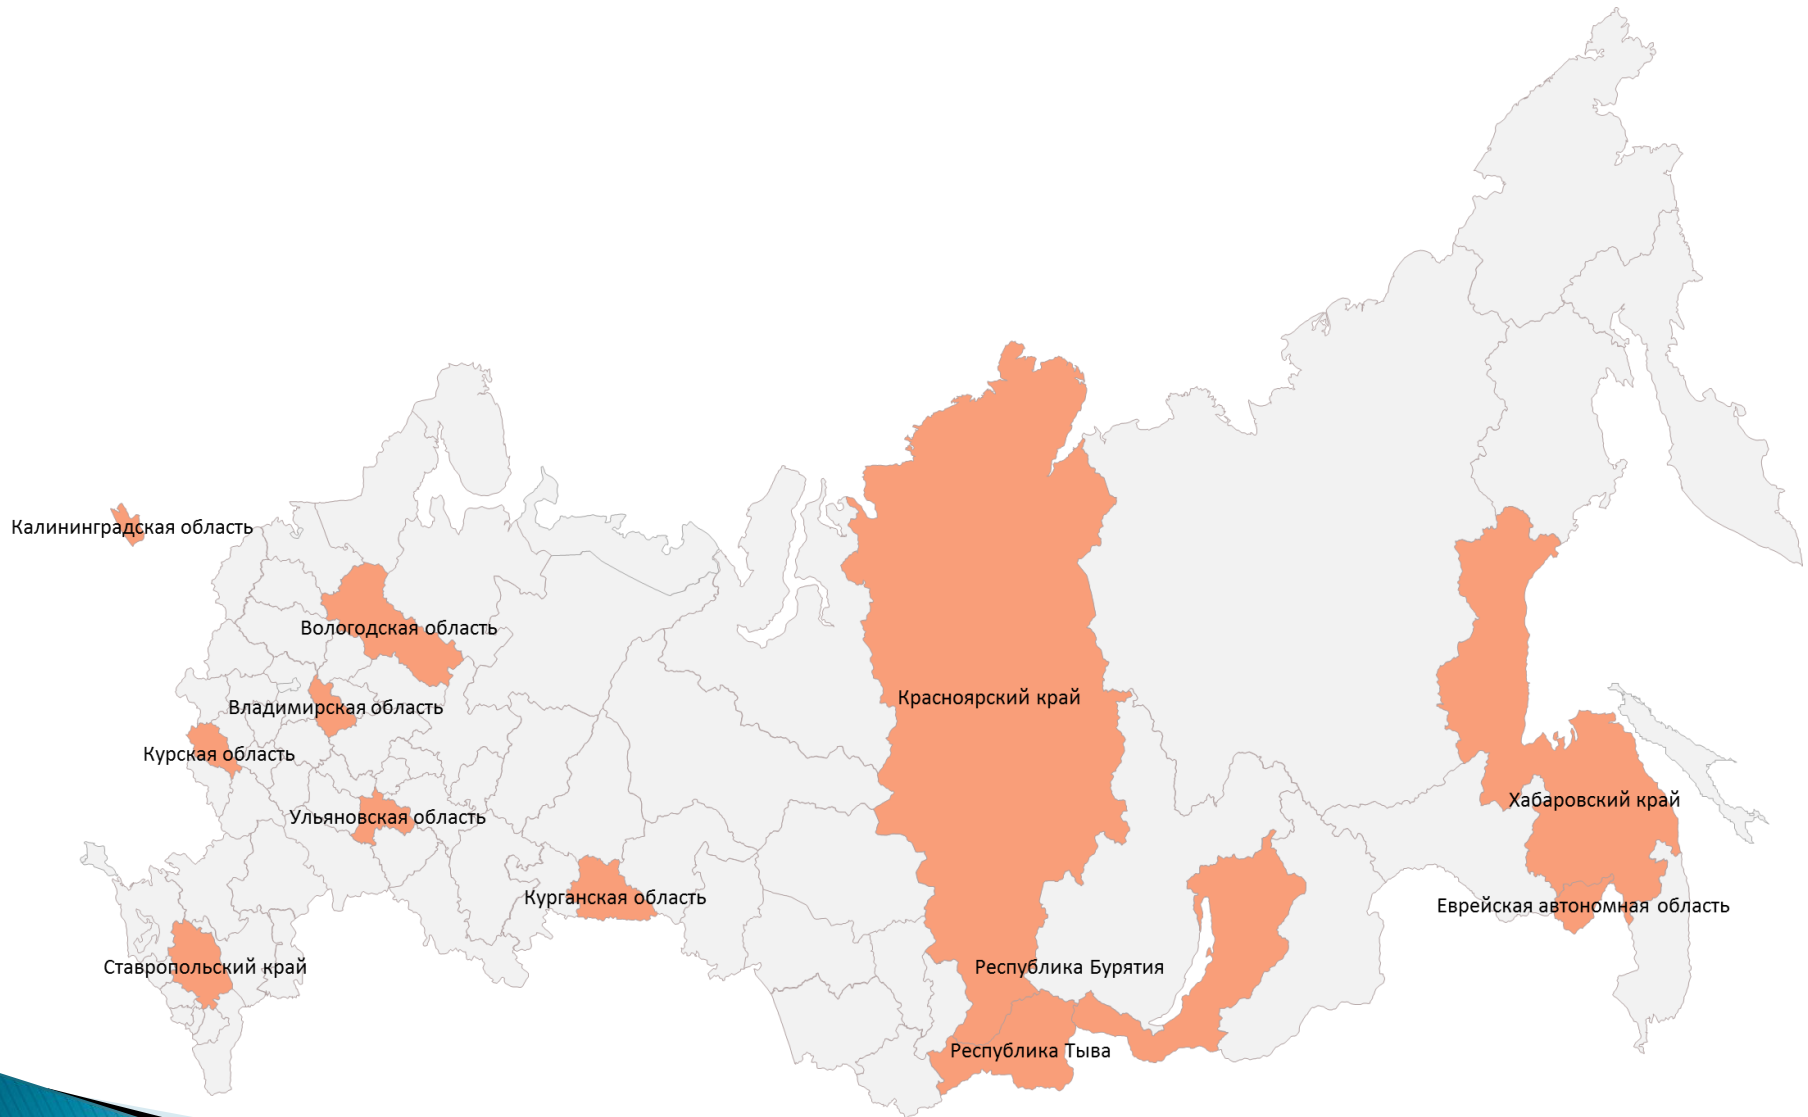 Калининградская область
Вологодская область
Красноярский край
Владимирская область
Курская область
Хабаровский край
Ульяновская область
Курганская область
Еврейская автономная область
Ставропольский край
Республика Бурятия
Республика Тыва